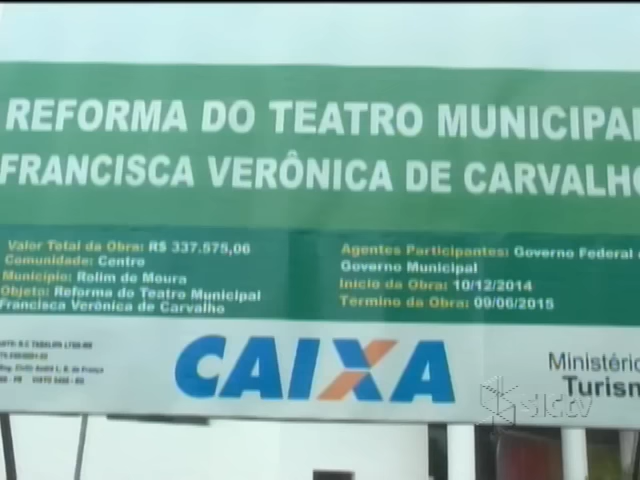 REFORMA DO TEATRO MUNICIPAL
FRANCISCA VERÔNICA DE CARVALHO
Valor Total da Obra: R$ 337.575,06
Comunidade: Centro
Município: Rolim de Moura
Objeto: Reforma do Teatro Municipal
Francisca Verônica de Carvalho
Agentes Participantes: Governo Federal e
Governo Municipal
Início da Obra: 10/12/2014
Termino da Obra: 09/06/2015
CAIXA
Ministério
Turism
sictv